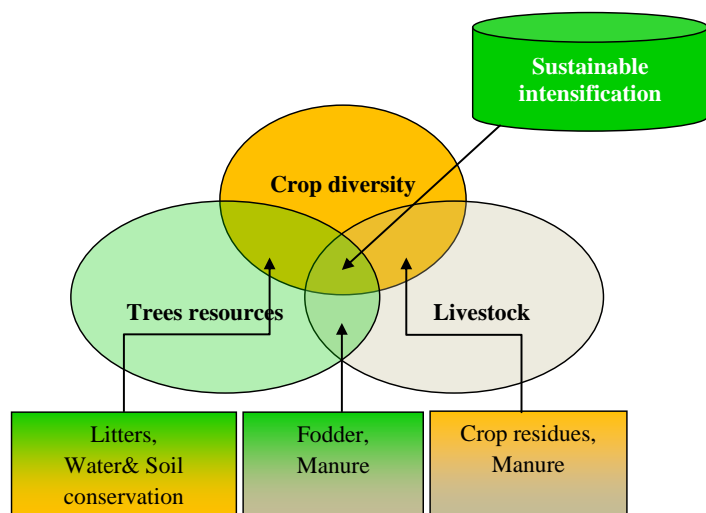 Sustainable
intensification
Crop diversity
Trees resources
Livestock
Litters,
Water& Soil
conservation
Fodder,
Manure
Crop residues,
Manure